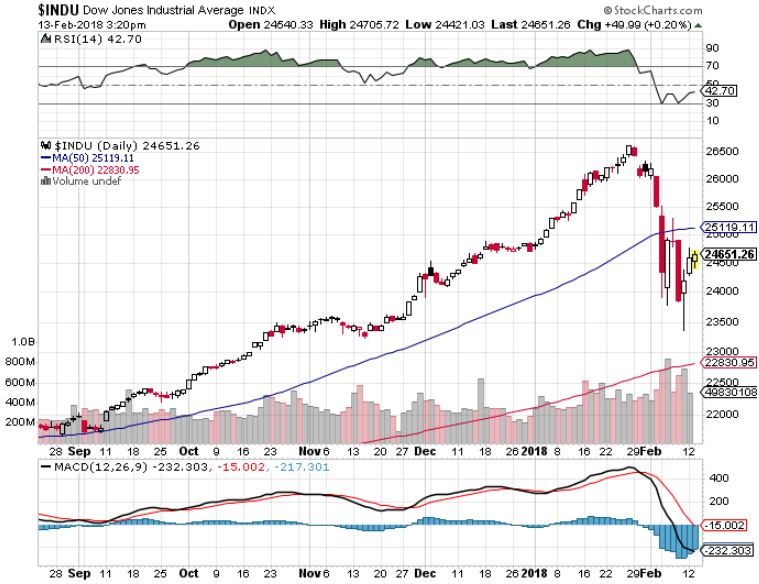 $INDU Dow Jones Industrial Average INDX © StockCharts.com
13-Feb-2018 3:20pm Open 24540.33 High 24705.72 Low 24421.03 Last 24651.26 Chg +49.99 (+0.20%)
RSI(14) 42.70
90
70
50
42.70
30
10
$INDU (Daily) 24651.26
MA(50) 25119.11
MA(200) 22830.95
Volume undef
26500
26000
25500
25119.11
25000
24651.26
24500
24000
23500
23000
22830.95
22500
49830108
22000
1.0B
800M
600M
400M
200M
28 Sep 11 18 25 Oct 9 16 23 Nov 6 13 20 27 Dec 11 18 26 2018 8 16 22 29 Feb 12
MACD(12,26,9) -232.303, -15.002, -217.301
400
200
-15.002
-232.303
28 Sep 11 18 25 Oct 9 16 23 Nov 6 13 20 27 Dec 11 18 26 2018 8 16 22 29 Feb 12